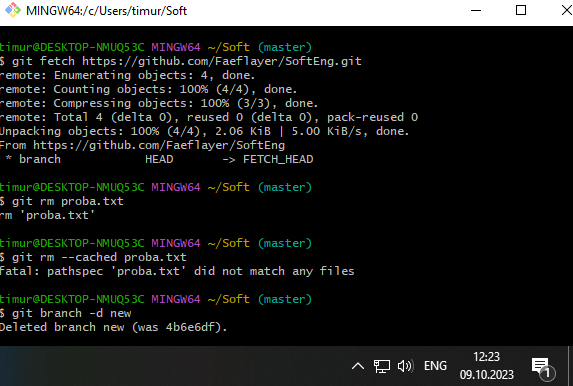 MINGW64:/c/Users/timur/Soft
timur@DESKTOP-NMUQ53C MINGW64 ~/Soft (master)
$ git fetch https://github.com/Faeflayer/SoftEng.git
remote: Enumerating objects: 4, done.
remote: Counting objects: 100% (4/4), done.
remote: Compressing objects: 100% (3/3), done.
remote: Total 4 (delta 0), reused 0 (delta 0), pack-reused 0
Unpacking objects: 100% (4/4), 2.06 KiB | 5.00 KiB/s, done.
From https://github.com/Faeflayer/SoftEng
 * branch            HEAD       -> FETCH_HEAD
timur@DESKTOP-NMUQ53C MINGW64 ~/Soft (master)
$ git rm proba.txt
rm 'proba.txt'
timur@DESKTOP-NMUQ53C MINGW64 ~/Soft (master)
$ git rm --cached proba.txt
fatal: pathspec 'proba.txt' did not match any files
timur@DESKTOP-NMUQ53C MINGW64 ~/Soft (master)
$ git branch -d new
Deleted branch new (was 4b6e6df).
ENG
12:23
09.10.2023
1